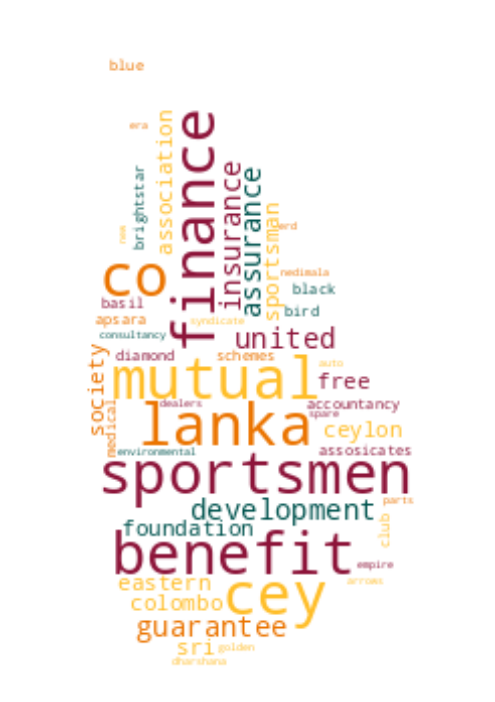 blue
era
association
finance
brightstar
insurance
assurance
sportsman
new
nerd
co
nedimala
black
basil
bird
apsara
syndicate
consultancy
united
society
diamond
schemes
mutual
auto
free
medical
dealers
accountancy
lanka
spare
ceylon
environmental
assosicates
sportsmen
parts
development
foundation
club
benefit
empire
eastern
cey
arrows
colombo
guarantee
sri
golden
dharshana